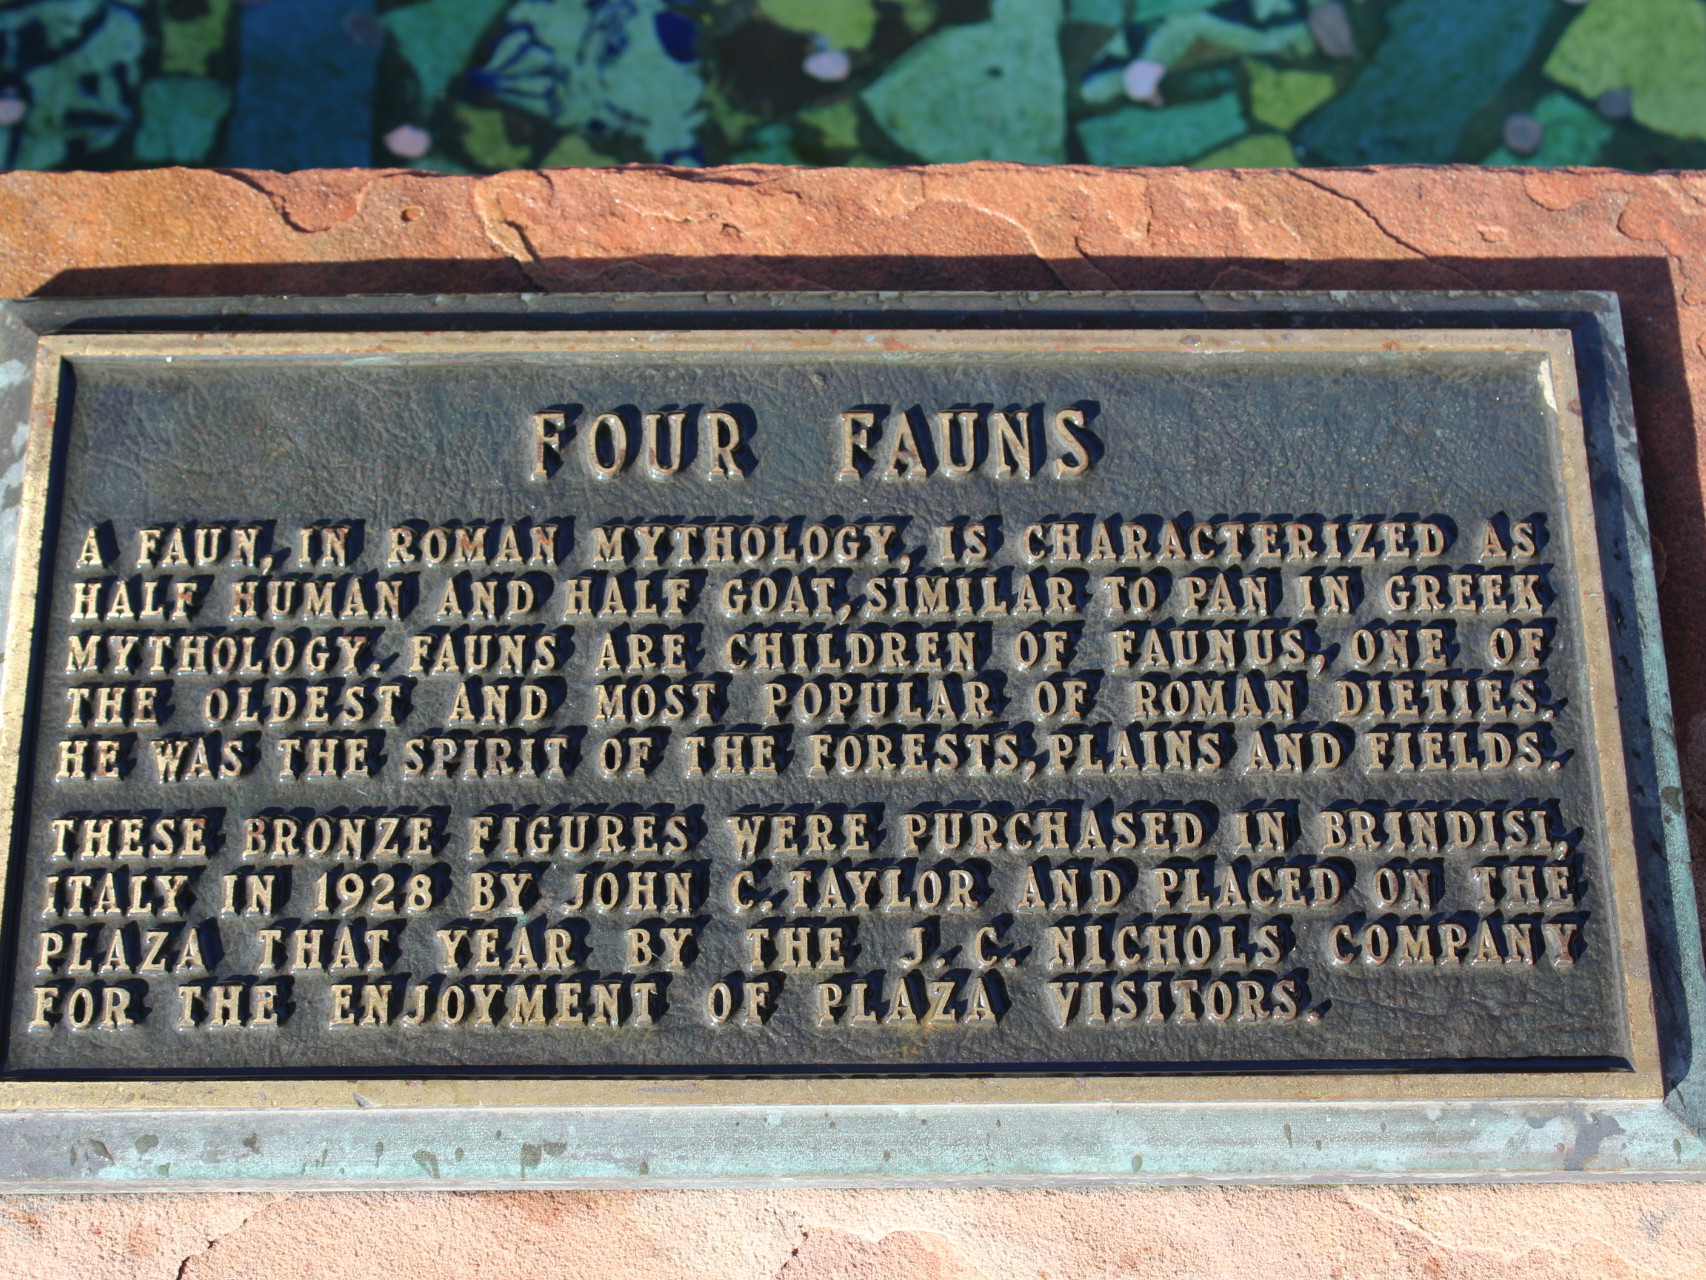 FOUR FAUNS
A FAUN, IN ROMAN MYTHOLOGY, IS CHARACTERIZED AS
HALF HUMAN AND HALF GOAT, SIMILAR TO PAN IN GREEK
MYTHOLOGY. FAUNS ARE CHILDREN OF FAUNUS, ONE OF
THE OLDEST AND MOST POPULAR OF ROMAN DIETIES.
HE WAS THE SPIRIT OF THE FORESTS, PLAINS AND FIELDS.
THESE BRONZE FIGURES WERE PURCHASED IN BRINDISI,
ITALY IN 1928 BY JOHN C. TAYLOR AND PLACED ON THE
PLAZA THAT YEAR BY THE J. C. NICHOLS COMPANY
FOR THE ENJOYMENT OF PLAZA VISITORS.